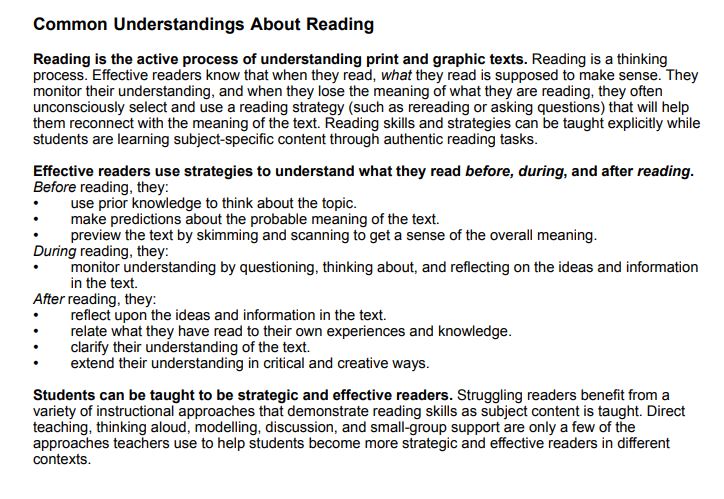 Common Understandings About Reading
Reading is the active process of understanding print and graphic texts. Reading is a thinking
process. Effective readers know that when they read, what they read is supposed to make sense. They
monitor their understanding, and when they lose the meaning of what they are reading, they often
unconsciously select and use a reading strategy (such as rereading or asking questions) that will help
them reconnect with the meaning of the text. Reading skills and strategies can be taught explicitly while
students are learning subject-specific content through authentic reading tasks.
Effective readers use strategies to understand what they read before, during, and after reading.
Before reading, they:
• use prior knowledge to think about the topic.
• make predictions about the probable meaning of the text.
• preview the text by skimming and scanning to get a sense of the overall meaning.
During reading, they:
• monitor understanding by questioning, thinking about, and reflecting on the ideas and information
in the text.
After reading, they:
• reflect upon the ideas and information in the text.
• relate what they have read to their own experiences and knowledge.
• clarify their understanding of the text.
• extend their understanding in critical and creative ways.
Students can be taught to be strategic and effective readers. Struggling readers benefit from a
variety of instructional approaches that demonstrate reading skills as subject content is taught. Direct
teaching, thinking aloud, modelling, discussion, and small-group support are only a few of the
approaches teachers use to help students become more strategic and effective readers in different
contexts.